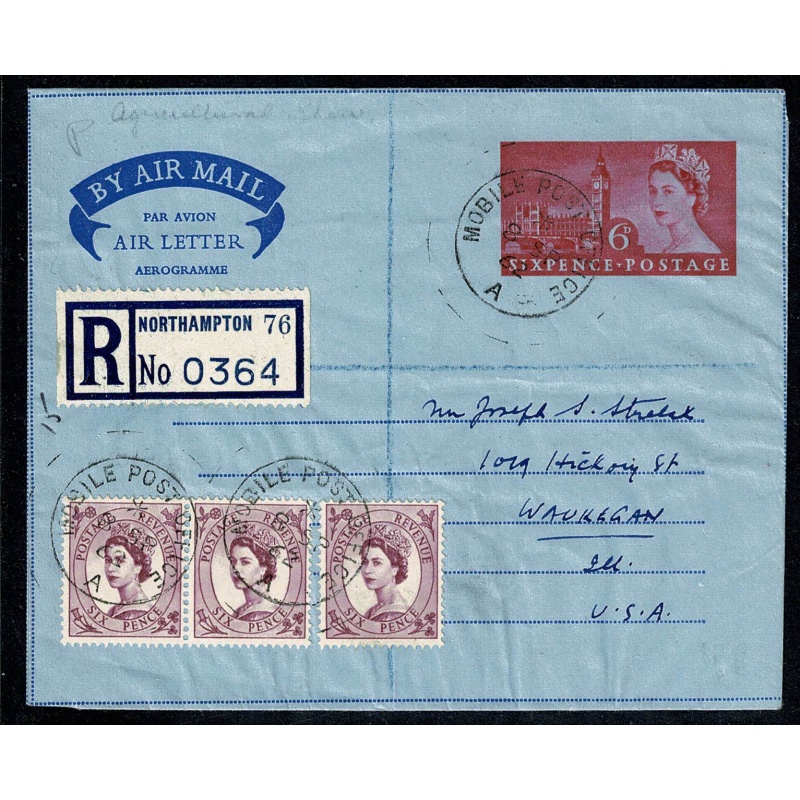 P Agricultural Show
BY AIR MAIL
PAR AVION
AIR LETTER
AEROGRAMME
MOBILE POST OFFICE
A
6D
SIXPENCE·POSTAGE
R
NORTHAMPTON 76
No 0364
15
Mr Joseph S. Strelak
1019 Hickory St
WAUKEGAN
Ill.
U.S.A.
MOBILE POST OFFICE
A
MOBILE POST OFFICE
A
POSTAGE REVENUE
SIX PENCE
POSTAGE REVENUE
SIX PENCE
POSTAGE REVENUE
SIX PENCE